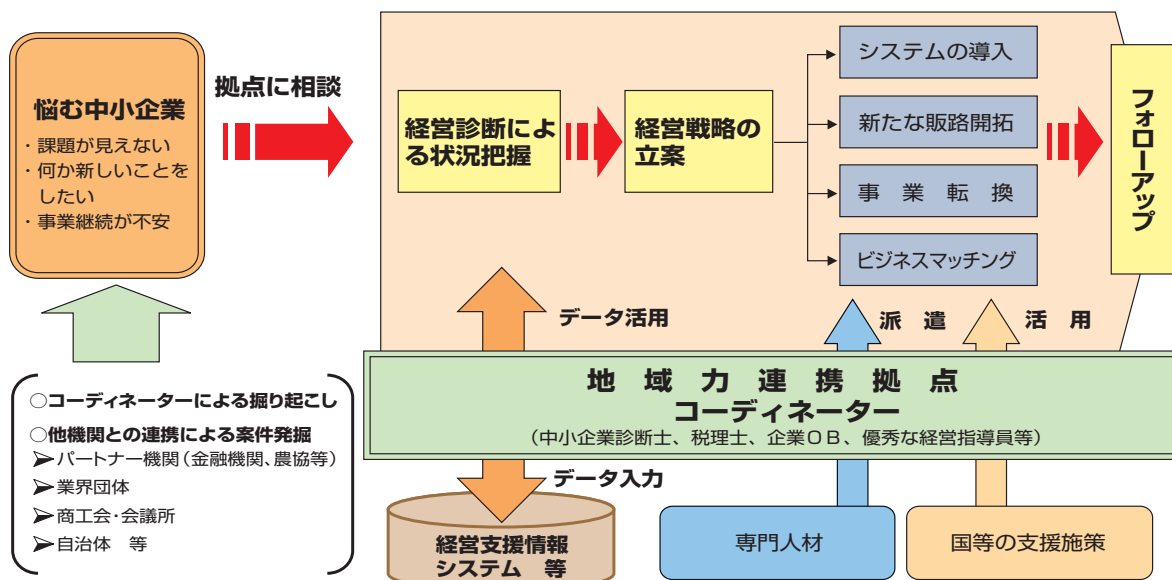 悩む中小企業
・課題が見えない
・何か新しいことを
したい
・事業継続が不安
拠点に相談
経営診断によ
る状況把握
経営戦略の
立案
システムの導入
新たな販路開拓
事　業　転　換
ビジネスマッチング
フォローアップ
データ活用
派　遣
活　用
地　域　力　連　携　拠　点
コーディネーター
（中小企業診断士、税理士、企業ＯＢ、優秀な経営指導員等）
○コーディネーターによる掘り起こし
○他機関との連携による案件発掘
➢パートナー機関（金融機関、農協等）
➢業界団体
➢商工会・会議所
➢自治体　等
データ入力
経営支援情報
システム　等
専門人材
国等の支援施策